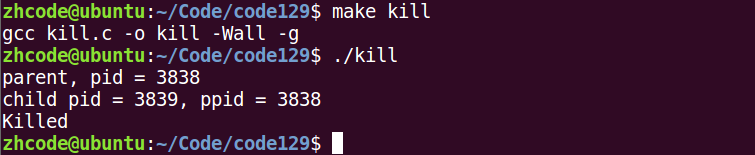 zhcode@ubuntu:~/Code/code129$ make kill
gcc kill.c -o kill -Wall -g
zhcode@ubuntu:~/Code/code129$ ./kill
parent, pid = 3838
child pid = 3839, ppid = 3838
Killed
zhcode@ubuntu:~/Code/code129$